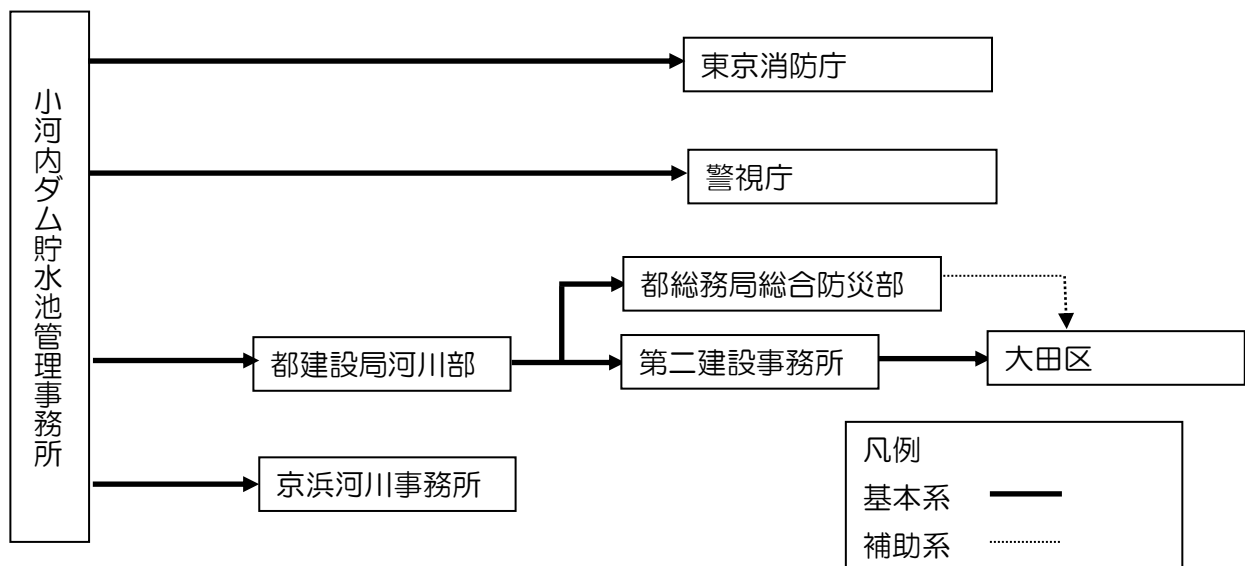 小河内ダム貯水池管理事務所
東京消防庁
警視庁
都総務局総合防災部
都建設局河川部
第二建設事務所
大田区
京浜河川事務所
凡例
基本系
補助系